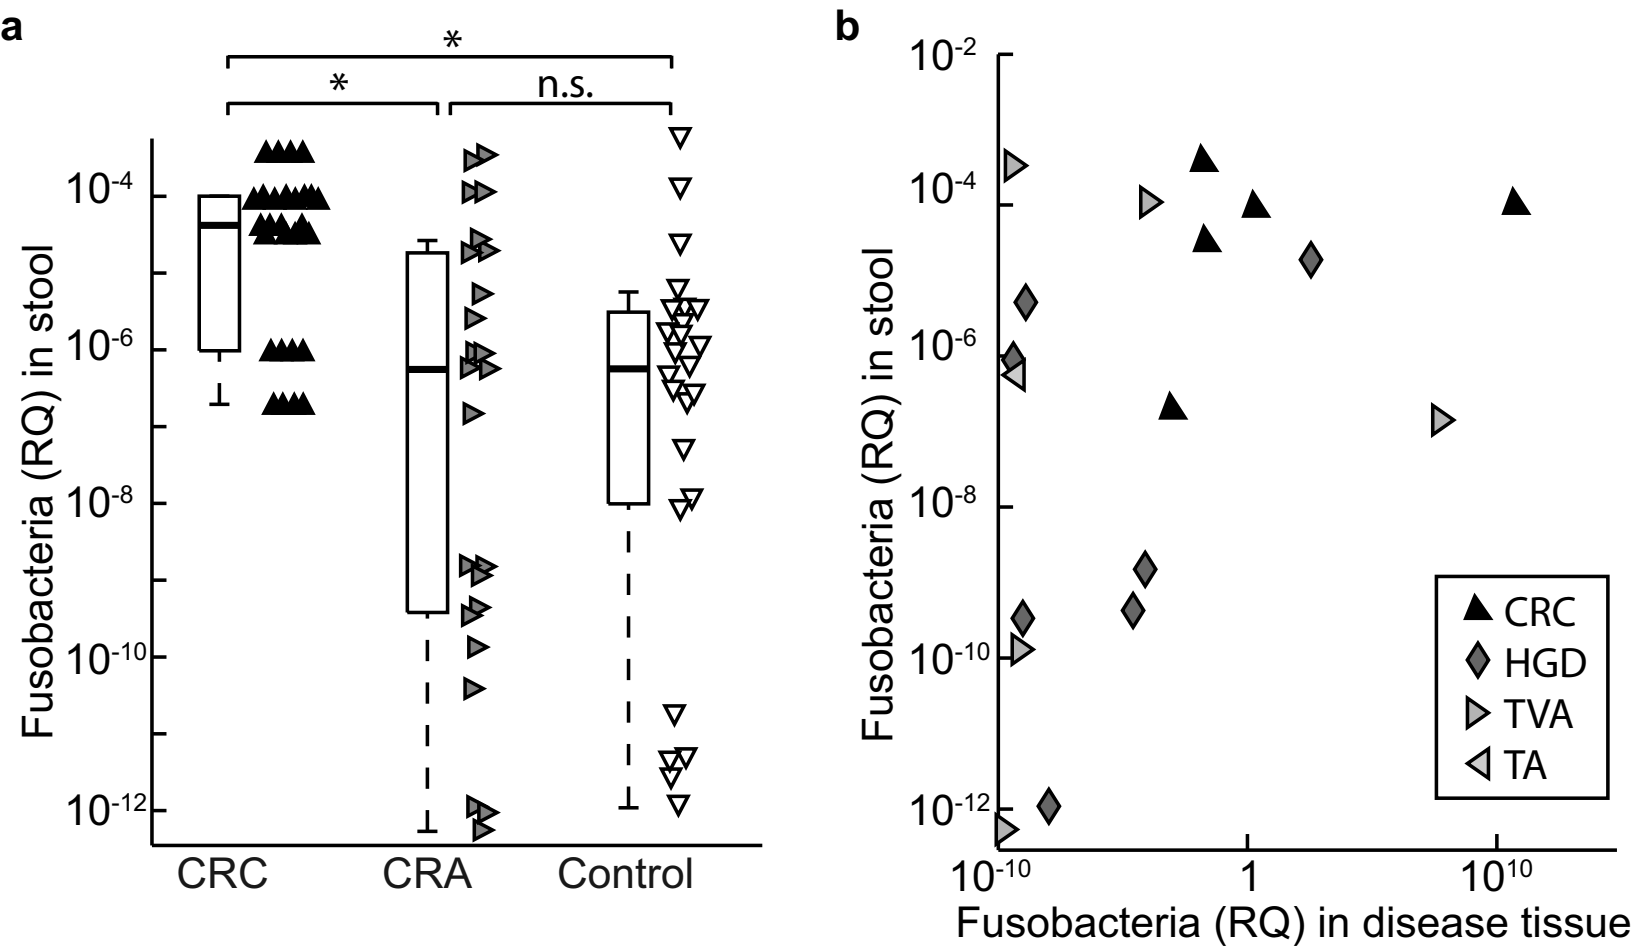 a
*
*
n.s.
Fusobacteria (RQ) in stool
10-4
10-6
10-8
10-10
10-12
CRC
CRA
Control
b
Fusobacteria (RQ) in stool
10-2
10-4
10-6
10-8
10-10
10-12
10-10
1
1010
Fusobacteria (RQ) in disease tissue
CRC
HGD
TVA
TA